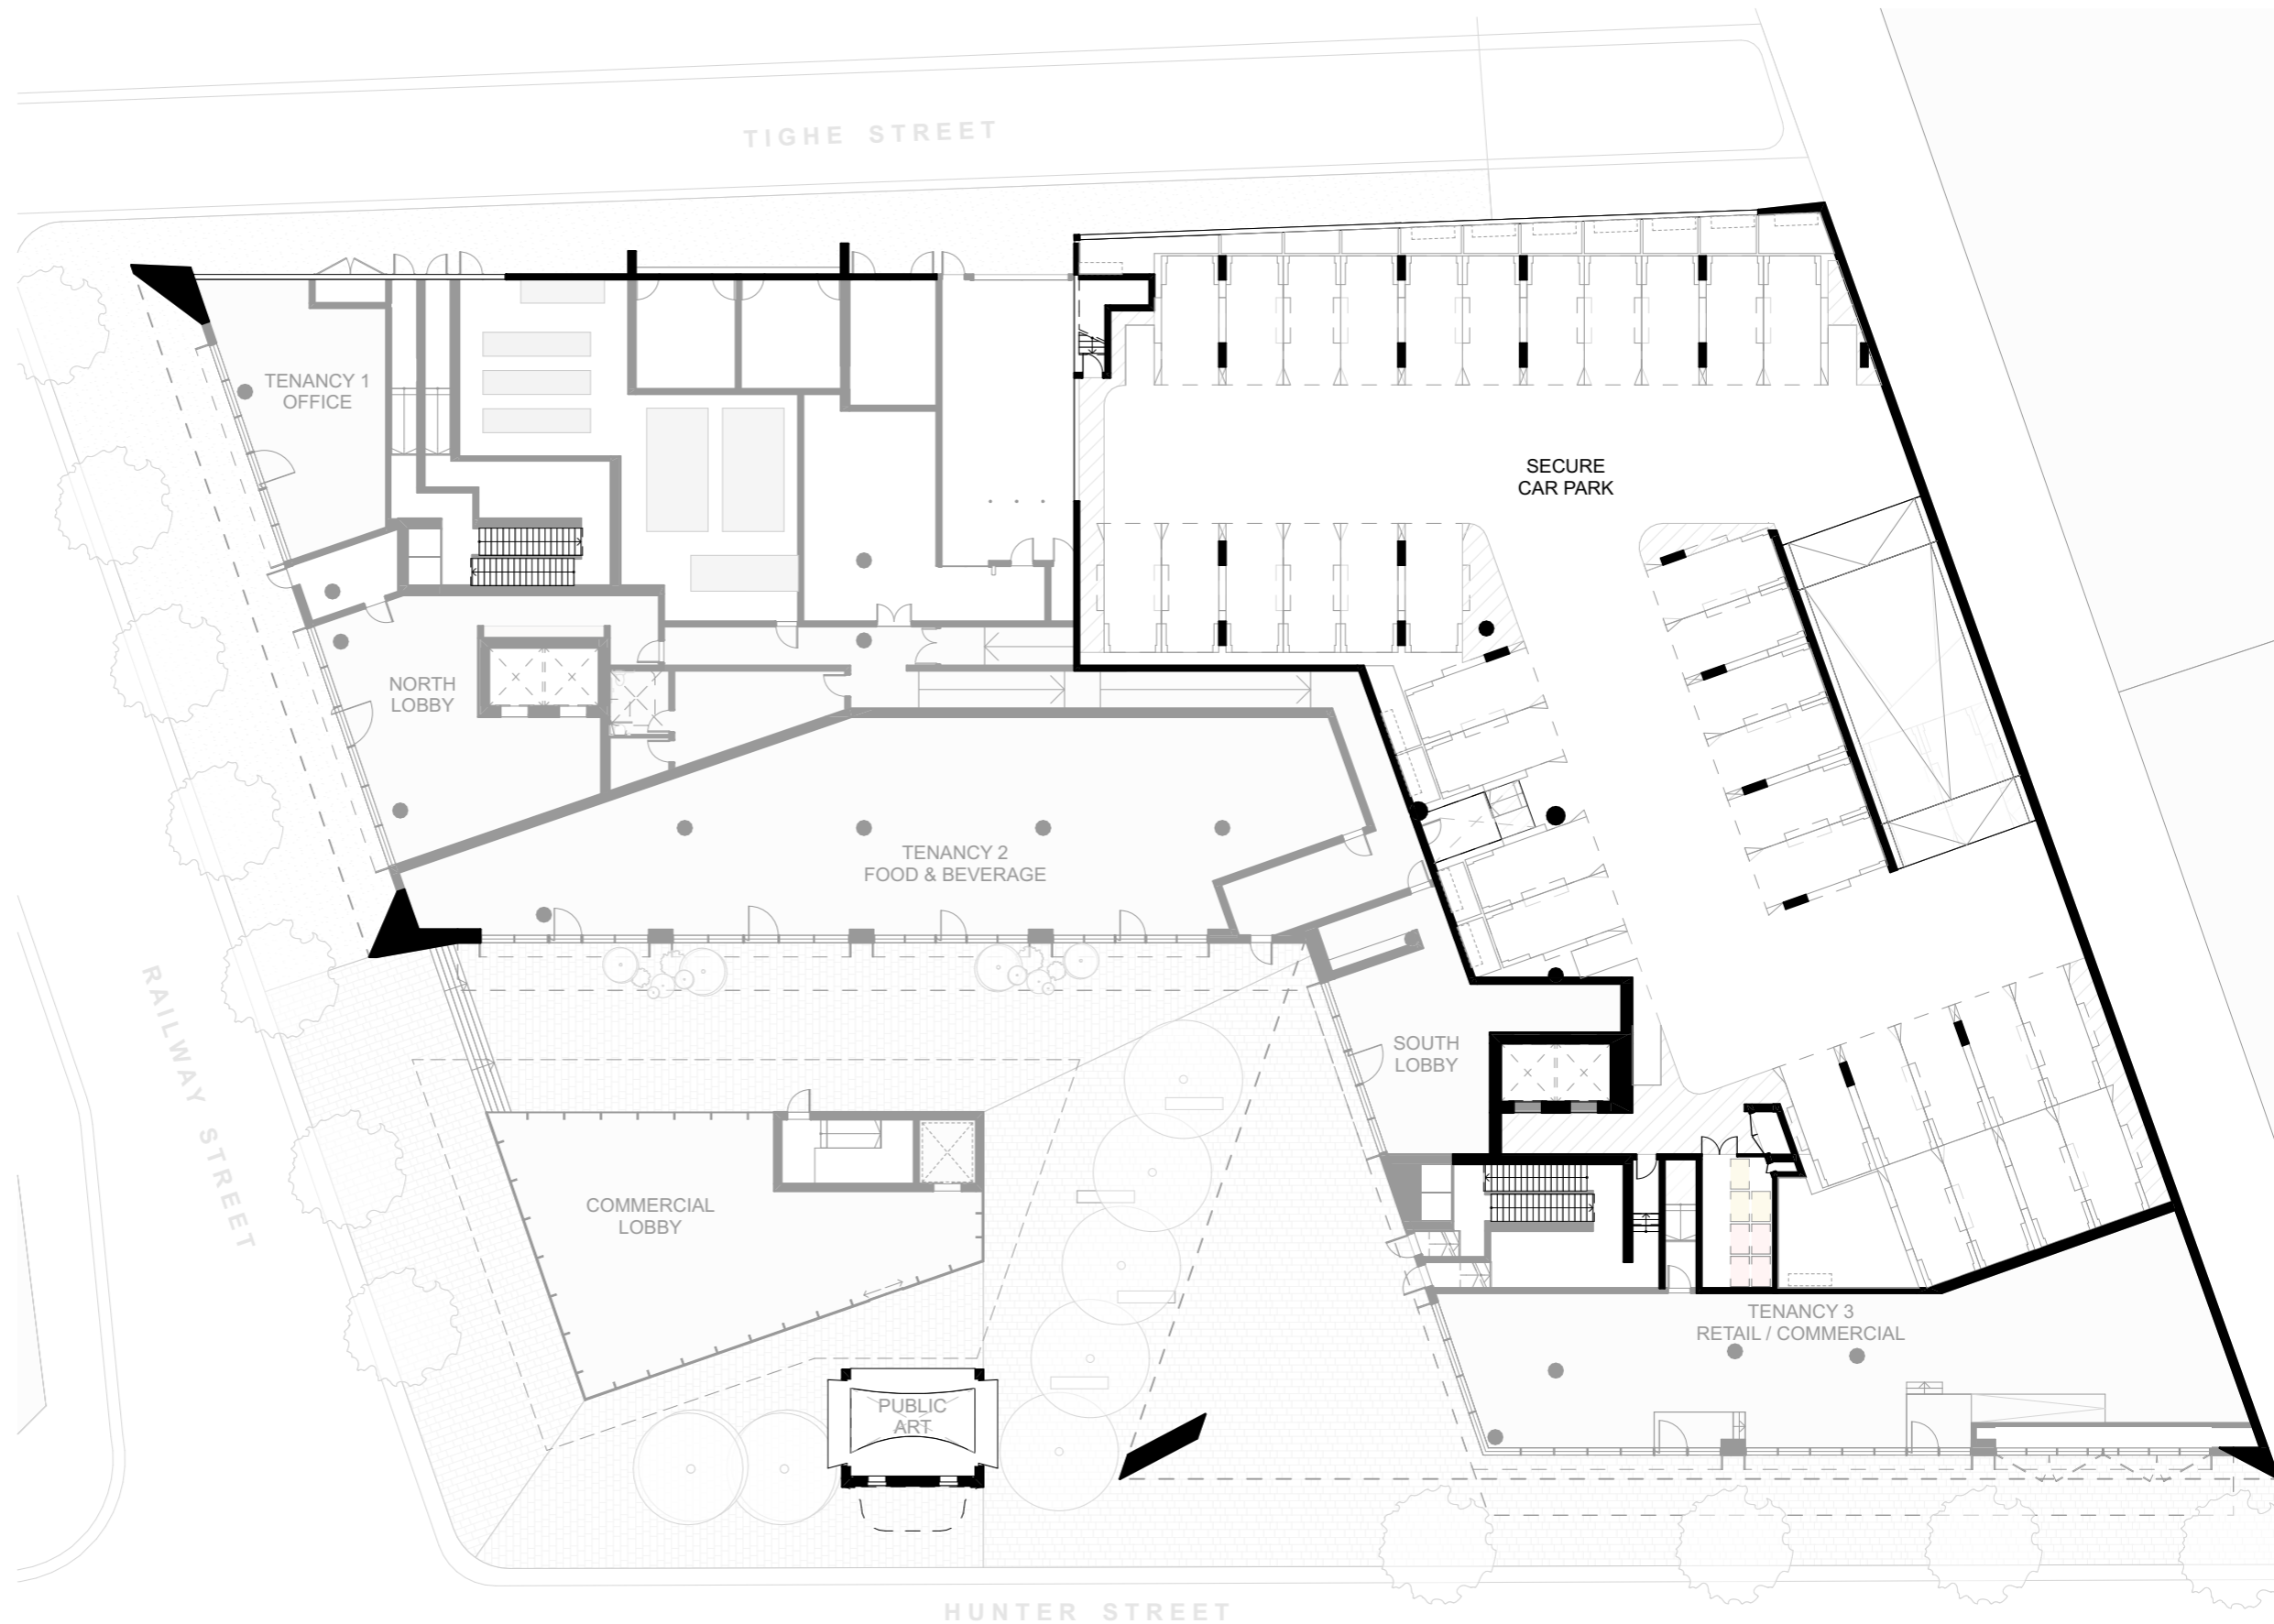 TIGHE STREET
TENANCY 1
OFFICE
SECURE
CAR PARK
NORTH
LOBBY
TENANCY 2
FOOD & BEVERAGE
RAILWAY STREET
SOUTH
LOBBY
COMMERCIAL
LOBBY
TENANCY 3
RETAIL / COMMERCIAL
PUBLIC
ART
HUNTER STREET